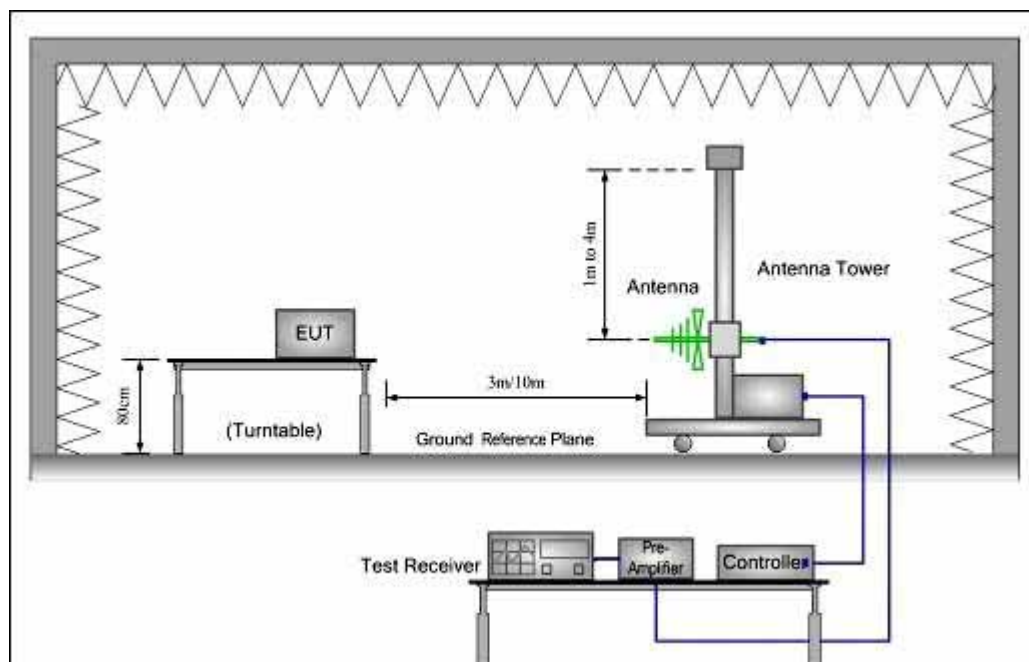 1m to 4m
Antenna Tower
Antenna
EUT
80cm
3m/10m
(Turntable)
Ground Reference Plane
Test Receiver
Pre-
Amplifier
Controller